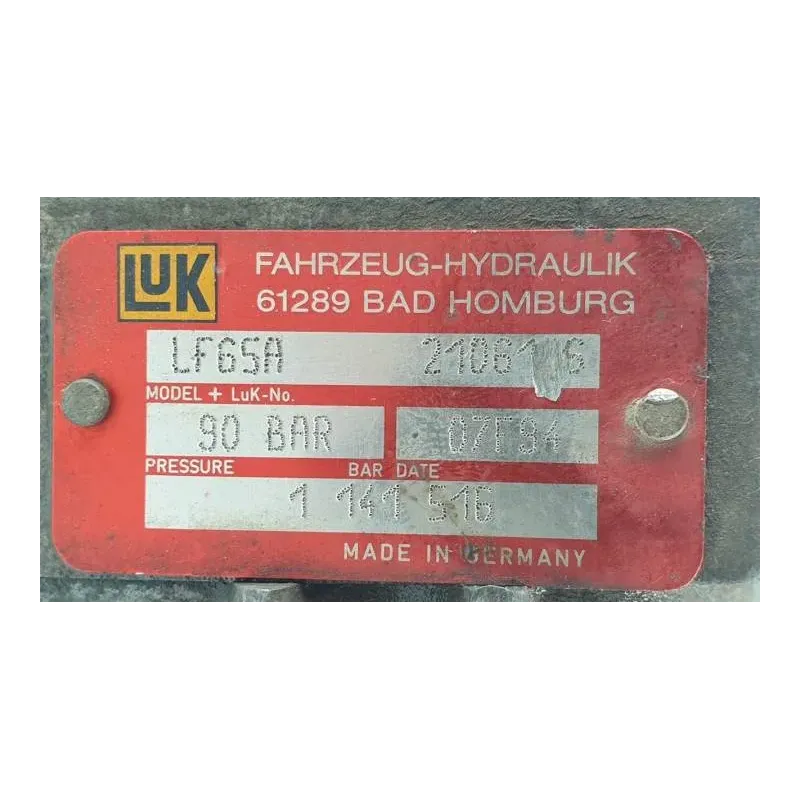 LUK
FAHRZEUG-HYDRAULIK
61289 BAD HOMBURG
LF65A
MODEL + LuK-No.
90 BAR 07F94
PRESSURE BAR DATE
1 141 516
MADE IN GERMANY